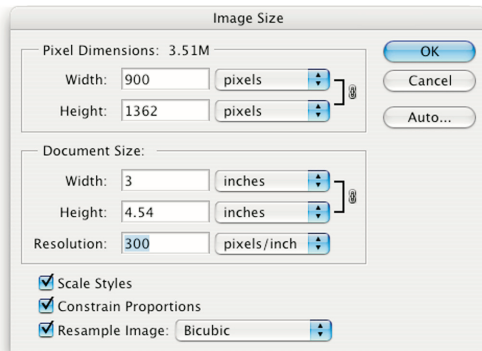 Image Size
Pixel Dimensions: 3.51M
OK
Width: 900 pixels
Cancel
Height: 1362 pixels
Auto...
Document Size:
Width: 3 inches
Height: 4.54 inches
Resolution: 300 pixels/inch
Scale Styles
Constrain Proportions
Resample Image: Bicubic